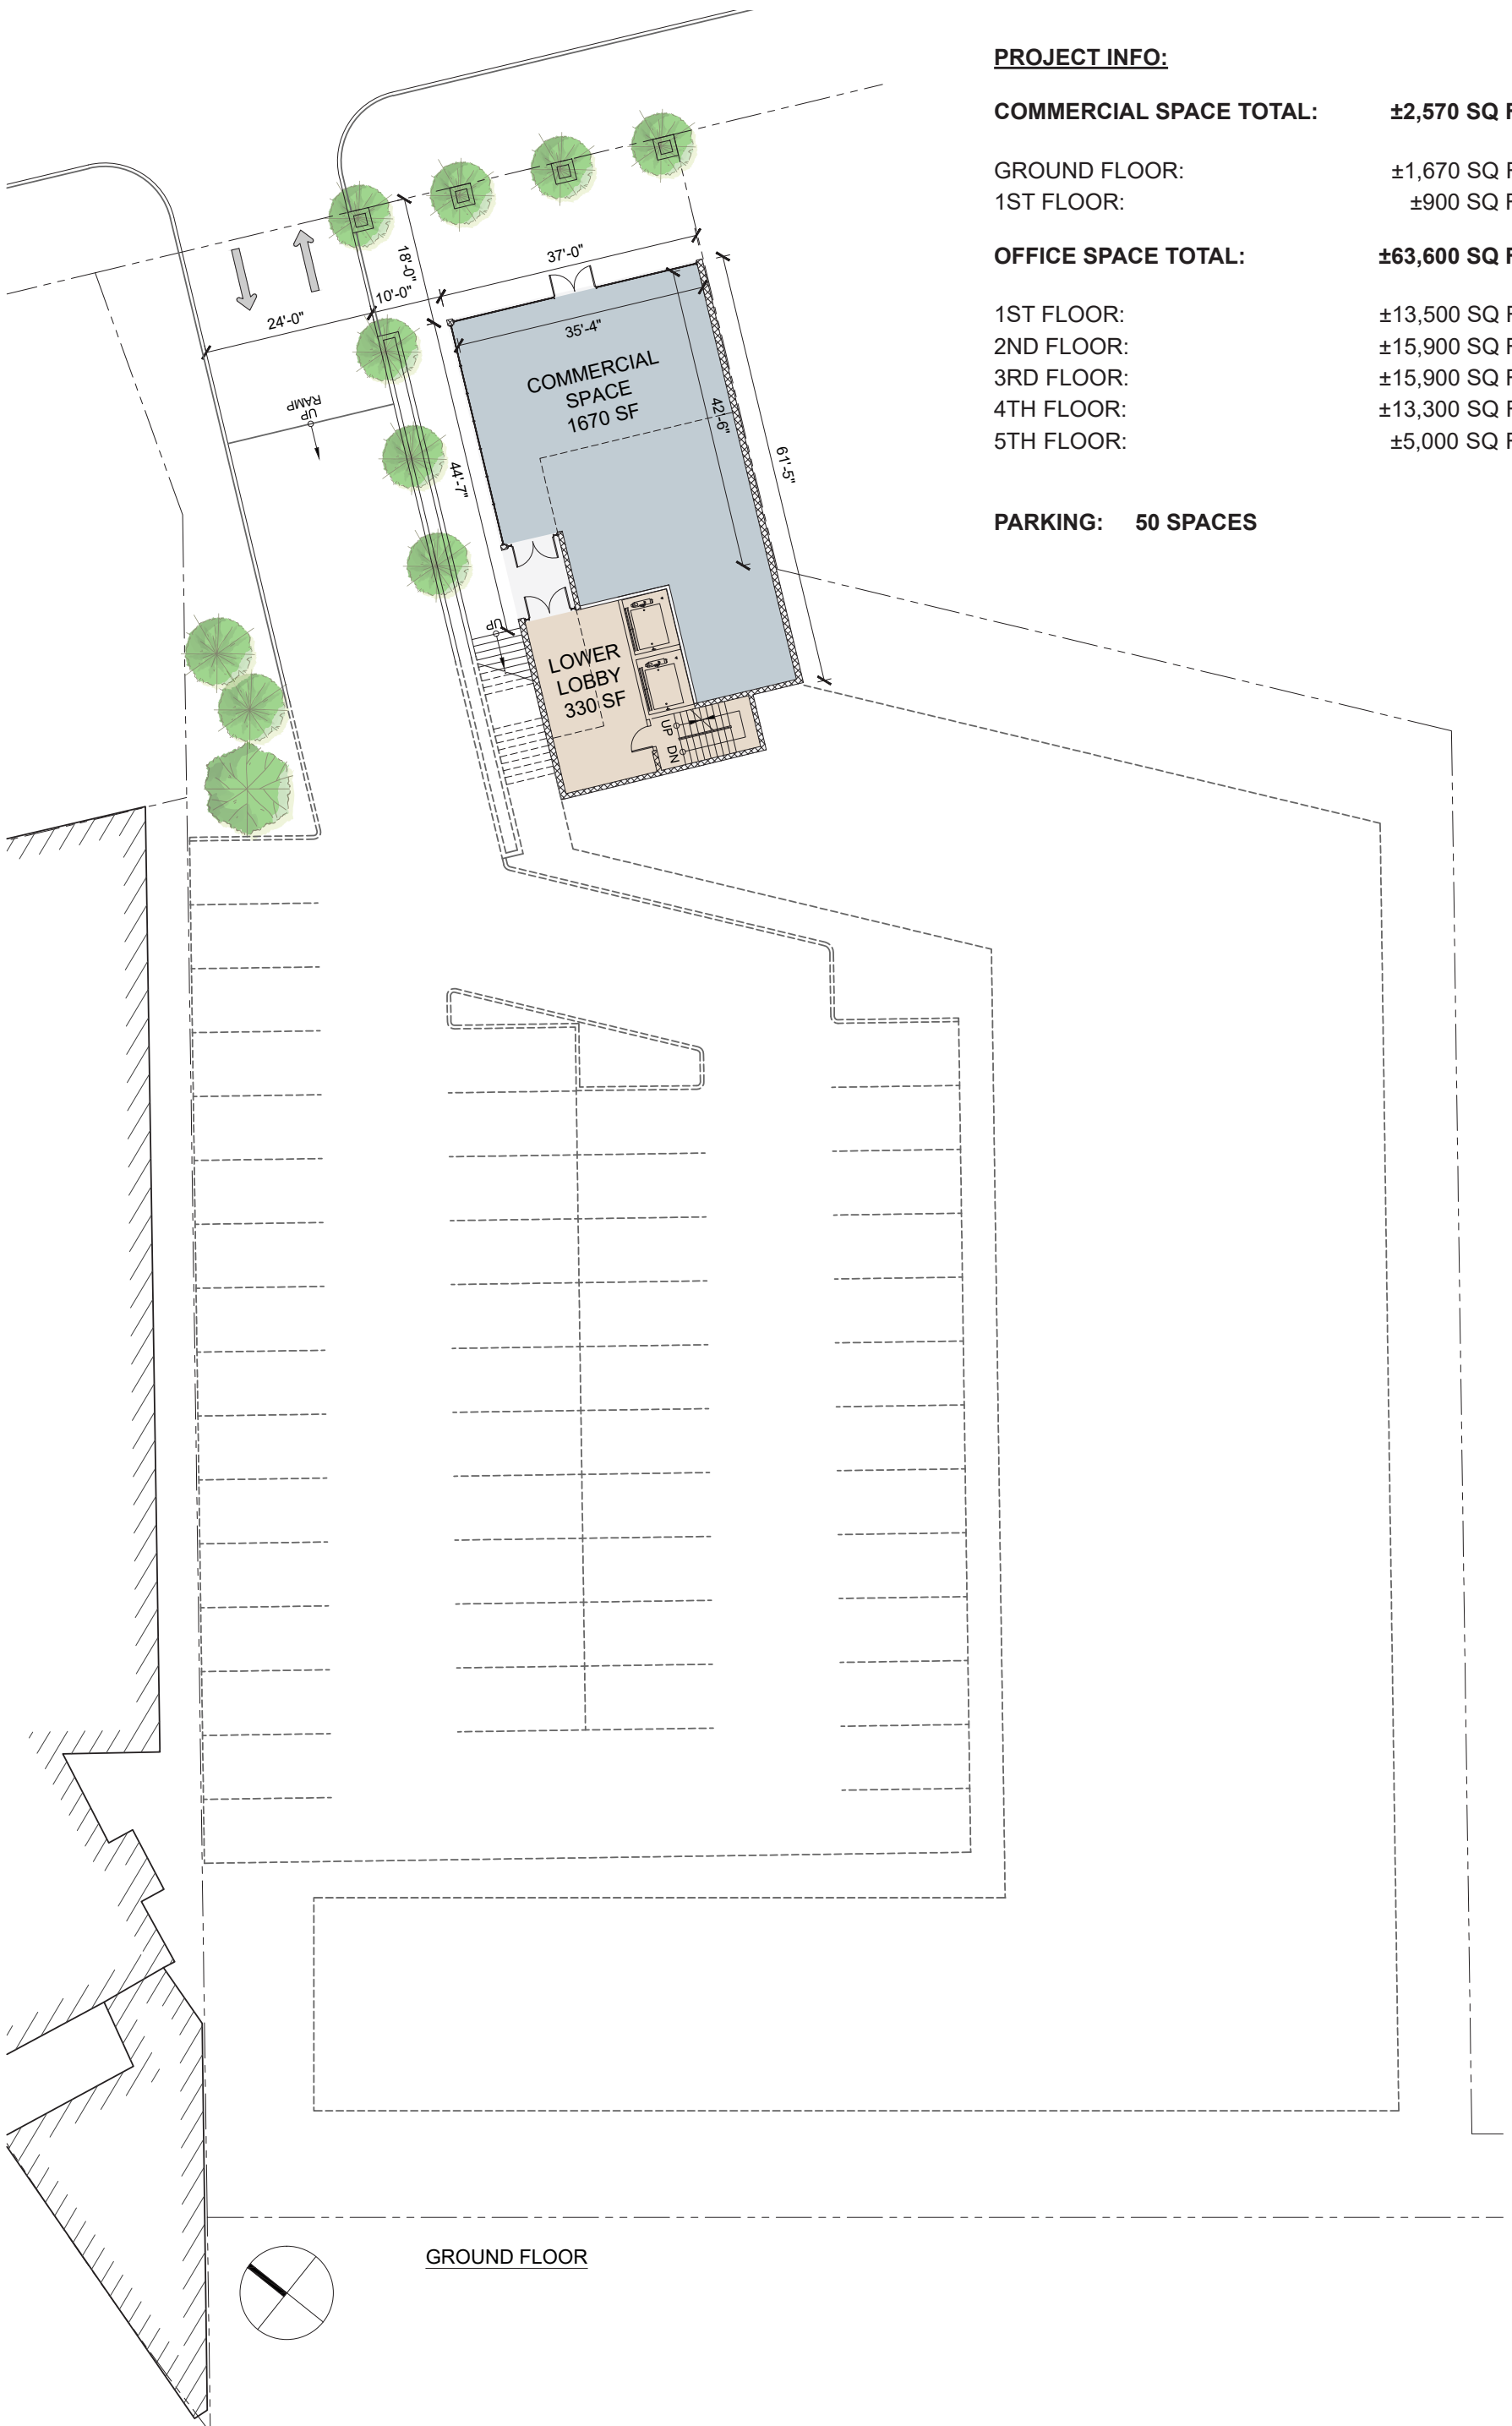 PROJECT INFO:
COMMERCIAL SPACE TOTAL: ±2,570 SQ F
GROUND FLOOR: ±1,670 SQ F
1ST FLOOR: ±900 SQ F
OFFICE SPACE TOTAL: ±63,600 SQ F
1ST FLOOR: ±13,500 SQ F
2ND FLOOR: ±15,900 SQ F
3RD FLOOR: ±15,900 SQ F
4TH FLOOR: ±13,300 SQ F
5TH FLOOR: ±5,000 SQ F
PARKING: 50 SPACES
18'-0"
37'-0"
10'-0"
24'-0"
35'-4"
COMMERCIAL
SPACE
1670 SF
42'-6"
61'-5"
44'-7"
UP
RAMP
UP
LOWER
LOBBY
330 SF
UP
DN
GROUND FLOOR